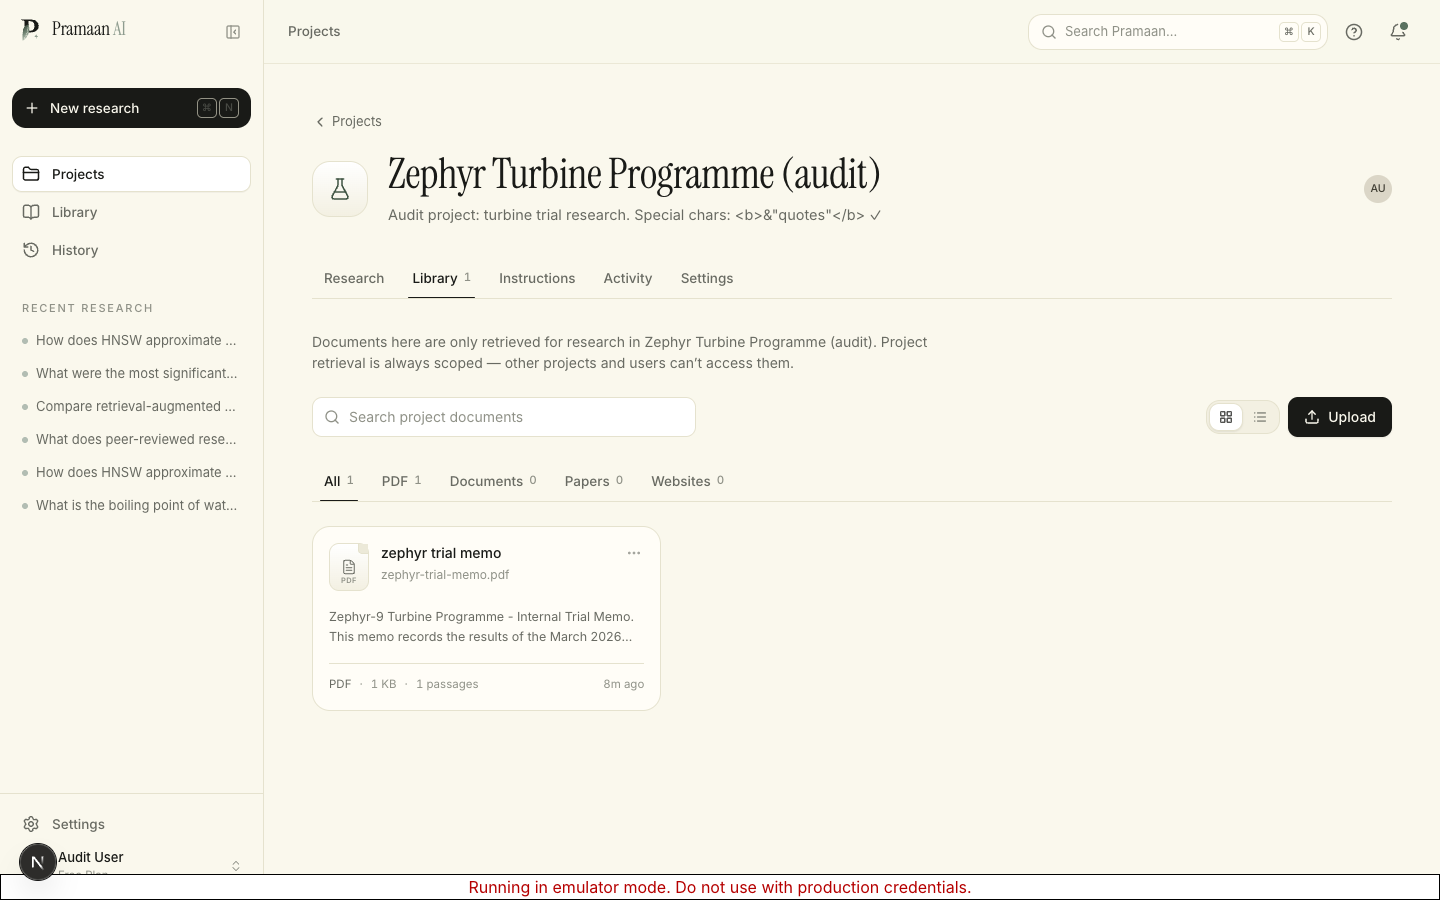 Pramaan AI
Projects
Search Pramaan...
⌘ K
New research
⌘ N
Projects
Library
History
RECENT RESEARCH
How does HNSW approximate ...
What were the most significant...
Compare retrieval-augmented ...
What does peer-reviewed rese...
How does HNSW approximate ...
What is the boiling point of wat...
Settings
N
Audit User
Free Plan
Projects
Zephyr Turbine Programme (audit)
Audit project: turbine trial research. Special chars: <b>&"quotes"</b> ✓
AU
Research
Library 1
Instructions
Activity
Settings
Documents here are only retrieved for research in Zephyr Turbine Programme (audit). Project
retrieval is always scoped — other projects and users can’t access them.
Search project documents
Upload
All 1
PDF 1
Documents 0
Papers 0
Websites 0
PDF
zephyr trial memo
zephyr-trial-memo.pdf
Zephyr-9 Turbine Programme - Internal Trial Memo.
This memo records the results of the March 2026...
PDF · 1 KB · 1 passages
8m ago
Running in emulator mode. Do not use with production credentials.